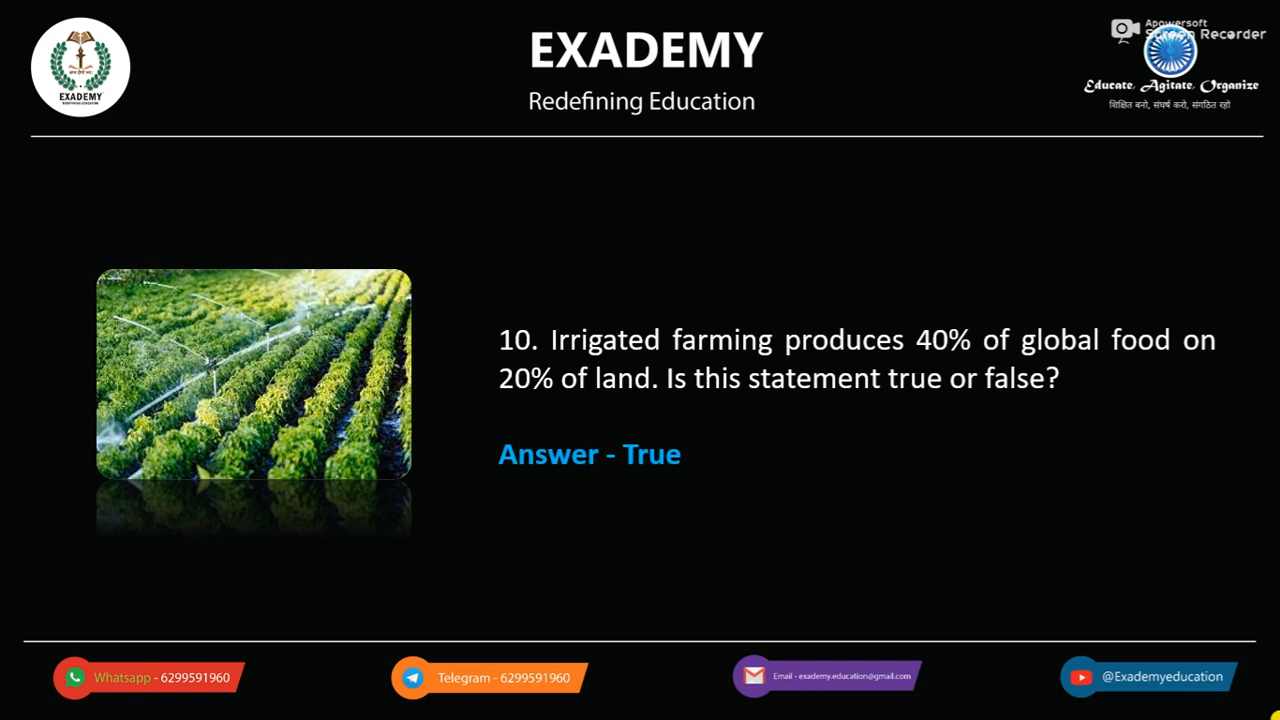 EXADEMY
Redefining Education
EXADEMY
REDEFINING EDUCATION
Apowersoft
Screen Recorder
Educate, Agitate, Organize
शिक्षित बनो, संघर्ष करो, संगठित रहो
10. Irrigated farming produces 40% of global food on
20% of land. Is this statement true or false?
Answer - True
Whatsapp - 6299591960
Telegram - 6299591960
Email - exademy.education@gmail.com
@Exademyeducation